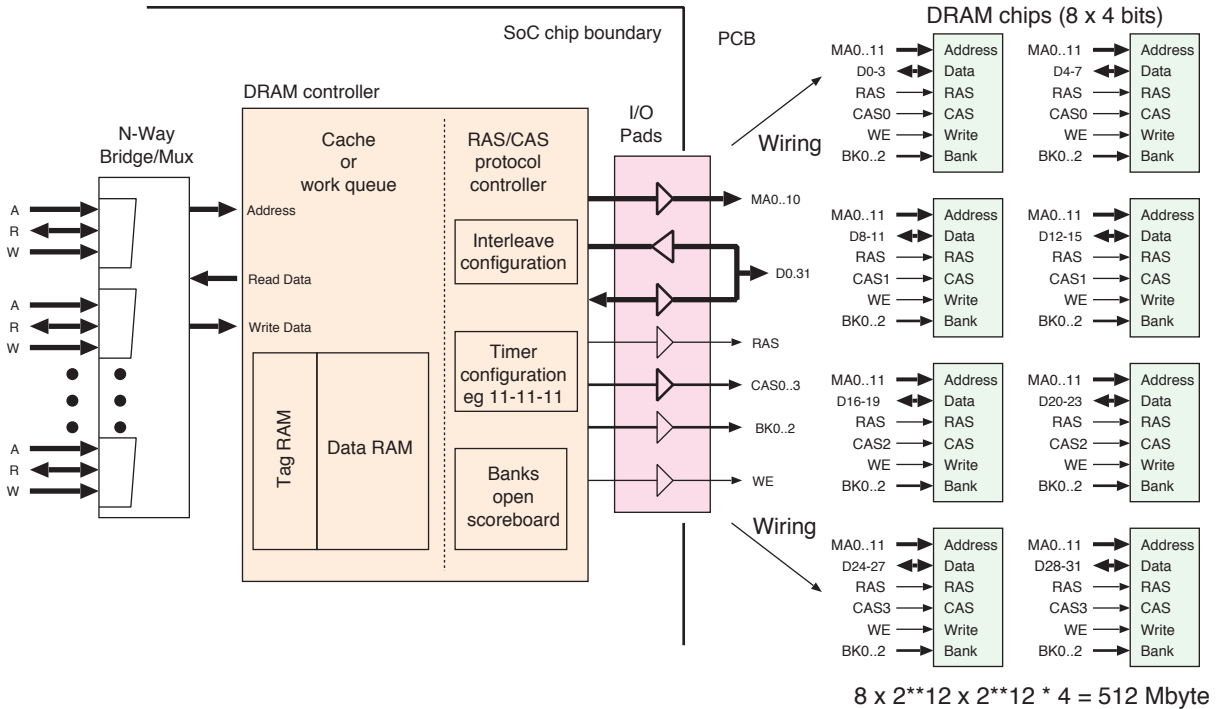 DRAM chips (8 x 4 bits)
SoC chip boundary
PCB
DRAM controller
I/O
Pads
N-Way
Bridge/Mux
Cache
or
work queue
RAS/CAS
protocol
controller
A
R
W
A
R
W
A
R
W
Address
Read Data
Write Data
Tag RAM
Data RAM
Interleave
configuration
Timer
configuration
eg 11-11-11
Banks
open
scoreboard
MA0..10
D0.31
RAS
CAS0..3
BK0..2
WE
Wiring
Wiring
MA0..11 Address
D0-3 Data
RAS RAS
CAS0 CAS
WE Write
BK0..2 Bank
MA0..11 Address
D4-7 Data
RAS RAS
CAS0 CAS
WE Write
BK0..2 Bank
MA0..11 Address
D8-11 Data
RAS RAS
CAS1 CAS
WE Write
BK0..2 Bank
MA0..11 Address
D12-15 Data
RAS RAS
CAS1 CAS
WE Write
BK0..2 Bank
MA0..11 Address
D16-19 Data
RAS RAS
CAS2 CAS
WE Write
BK0..2 Bank
MA0..11 Address
D20-23 Data
RAS RAS
CAS2 CAS
WE Write
BK0..2 Bank
MA0..11 Address
D24-27 Data
RAS RAS
CAS3 CAS
WE Write
BK0..2 Bank
MA0..11 Address
D28-31 Data
RAS RAS
CAS3 CAS
WE Write
BK0..2 Bank
8 x 2**12 x 2**12 * 4 = 512 Mbyte